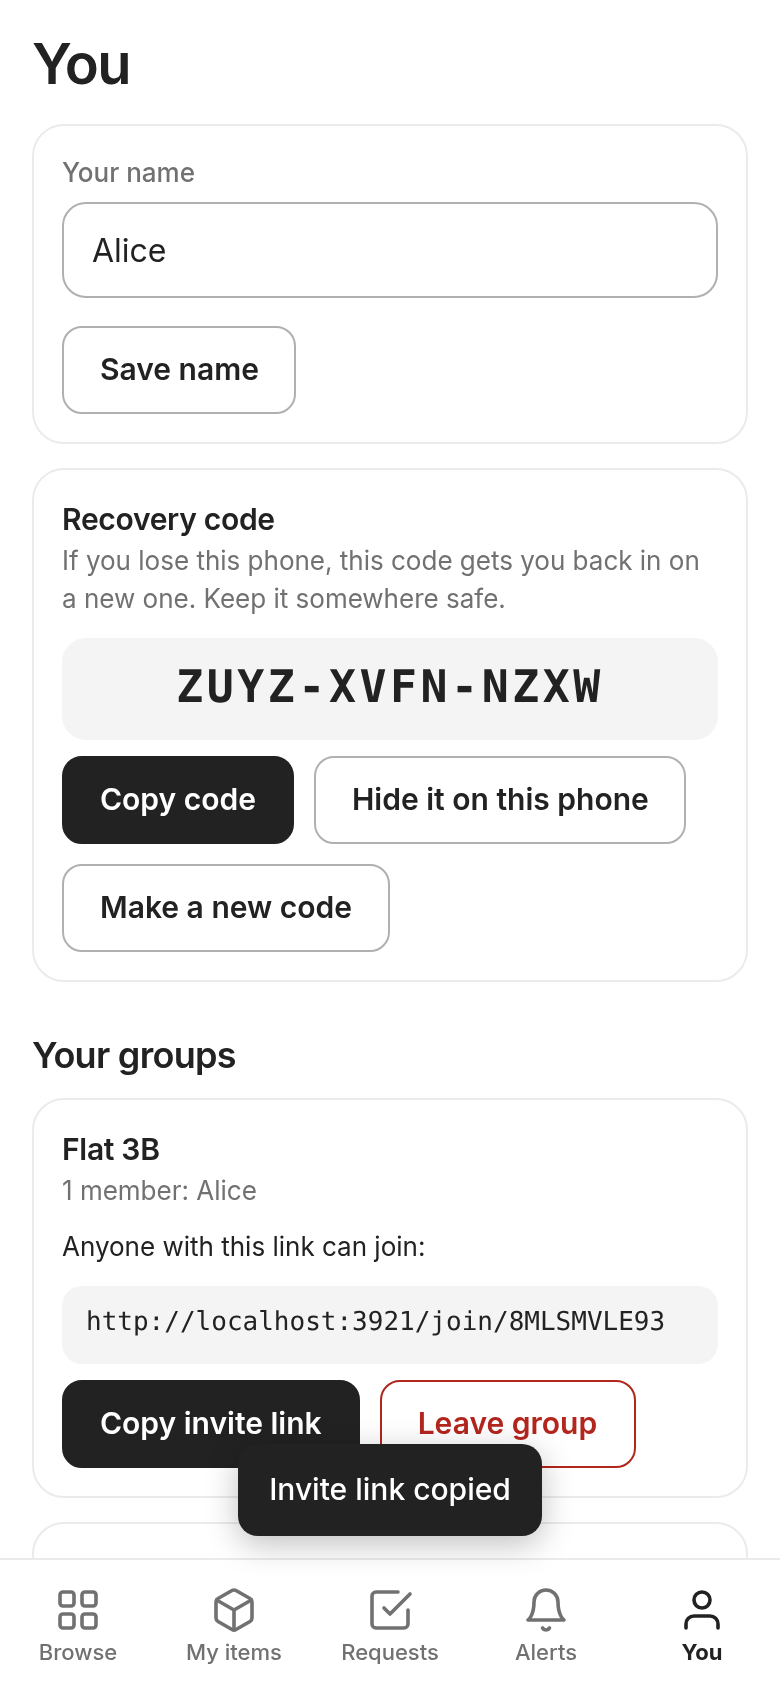 You
Your name
Alice
Save name
Recovery code
If you lose this phone, this code gets you back in on
a new one. Keep it somewhere safe.
ZUYZ-XVFN-NZXW
Copy code
Hide it on this phone
Make a new code
Your groups
Flat 3B
1 member: Alice
Anyone with this link can join:
http://localhost:3921/join/8MLSMVLE93
Copy invite link
Leave group
Invite link copied
Browse
My items
Requests
Alerts
You